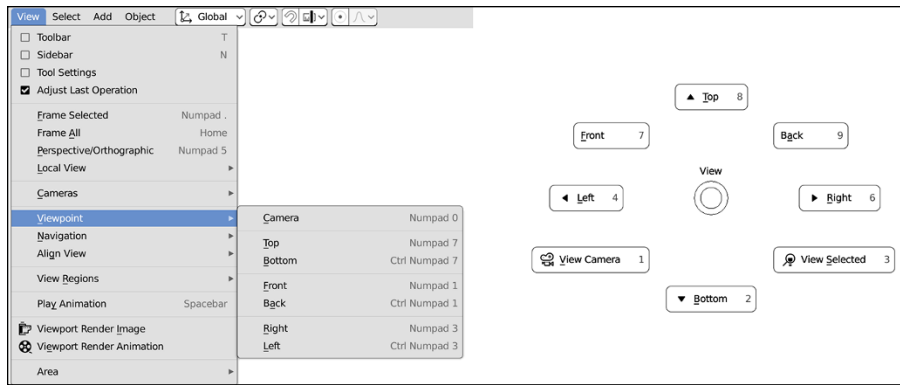 View Select Add Object Global
Toolbar T
Sidebar N
Tool Settings
Adjust Last Operation
Frame Selected Numpad .
Frame All Home
Perspective/Orthographic Numpad 5
Local View
Cameras
Viewpoint
Navigation
Align View
View Regions
Play Animation Spacebar
Viewport Render Image
Viewport Render Animation
Area
Camera Numpad 0
Top Numpad 7
Bottom Ctrl Numpad 7
Front Numpad 1
Back Ctrl Numpad 1
Right Numpad 3
Left Ctrl Numpad 3
Top 8
Front 7
Back 9
View
Left 4
Right 6
View Camera 1
View Selected 3
Bottom 2